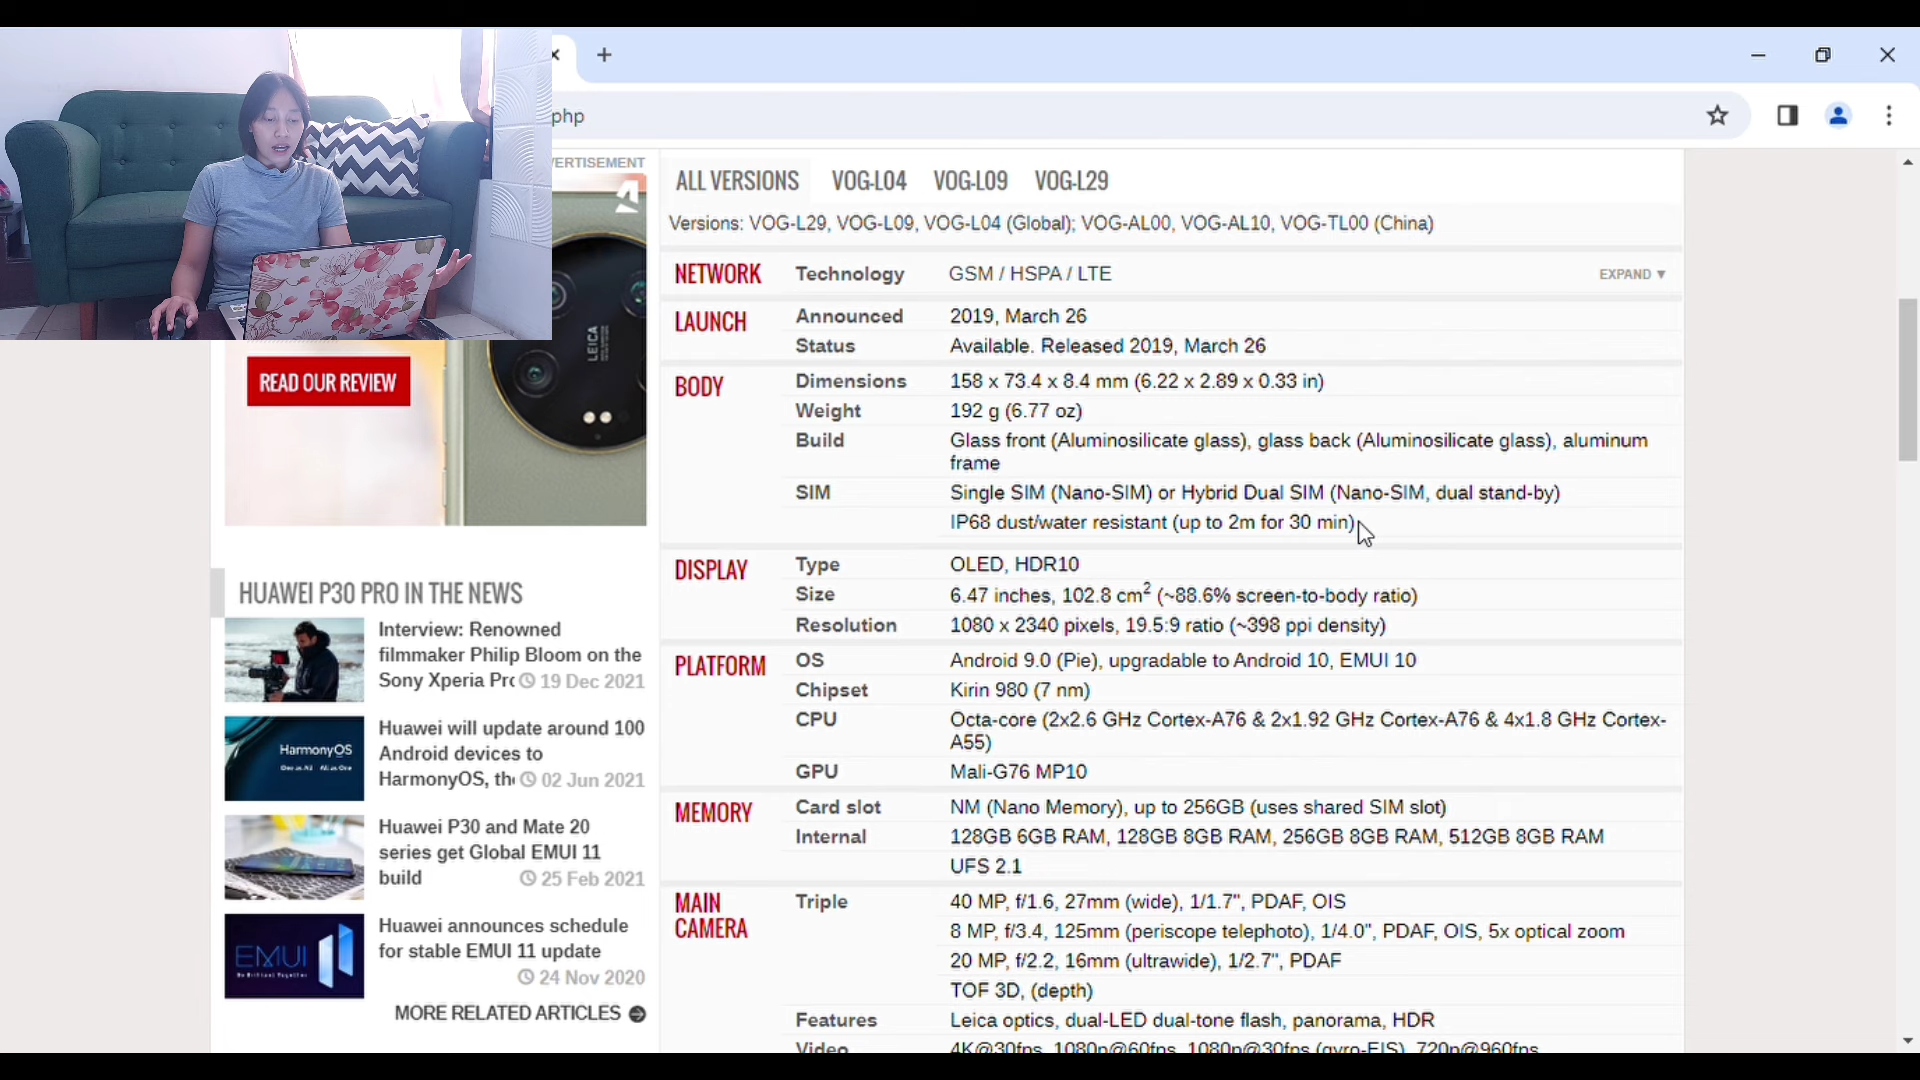 php
VERTISEMENT
LEICA
READ OUR REVIEW
HUAWEI P30 PRO IN THE NEWS
Interview: Renowned
filmmaker Philip Bloom on the
Sony Xperia Pro 19 Dec 2021
Huawei will update around 100
Android devices to
HarmonyOS, the 02 Jun 2021
HarmonyOS
Huawei P30 and Mate 20
series get Global EMUI 11
build 25 Feb 2021
Huawei announces schedule
for stable EMUI 11 update
24 Nov 2020
EMUI 11
MORE RELATED ARTICLES
ALL VERSIONS VOG-L04 VOG-L09 VOG-L29
Versions: VOG-L29, VOG-L09, VOG-L04 (Global); VOG-AL00, VOG-AL10, VOG-TL00 (China)
NETWORK Technology GSM / HSPA / LTE EXPAND ▼
LAUNCH Announced 2019, March 26
Status Available. Released 2019, March 26
BODY Dimensions 158 x 73.4 x 8.4 mm (6.22 x 2.89 x 0.33 in)
Weight 192 g (6.77 oz)
Build Glass front (Aluminosilicate glass), glass back (Aluminosilicate glass), aluminum
frame
SIM Single SIM (Nano-SIM) or Hybrid Dual SIM (Nano-SIM, dual stand-by)
IP68 dust/water resistant (up to 2m for 30 min)
DISPLAY Type OLED, HDR10
Size 6.47 inches, 102.8 cm2 (~88.6% screen-to-body ratio)
Resolution 1080 x 2340 pixels, 19.5:9 ratio (~398 ppi density)
PLATFORM OS Android 9.0 (Pie), upgradable to Android 10, EMUI 10
Chipset Kirin 980 (7 nm)
CPU Octa-core (2x2.6 GHz Cortex-A76 & 2x1.92 GHz Cortex-A76 & 4x1.8 GHz Cortex-
A55)
GPU Mali-G76 MP10
MEMORY Card slot NM (Nano Memory), up to 256GB (uses shared SIM slot)
Internal 128GB 6GB RAM, 128GB 8GB RAM, 256GB 8GB RAM, 512GB 8GB RAM
UFS 2.1
MAIN
CAMERA Triple 40 MP, f/1.6, 27mm (wide), 1/1.7", PDAF, OIS
8 MP, f/3.4, 125mm (periscope telephoto), 1/4.0", PDAF, OIS, 5x optical zoom
20 MP, f/2.2, 16mm (ultrawide), 1/2.7", PDAF
TOF 3D, (depth)
Features Leica optics, dual-LED dual-tone flash, panorama, HDR
Video 4K@30fps, 1080p@60fps, 1080p@30fps (gyro-EIS), 720p@960fps